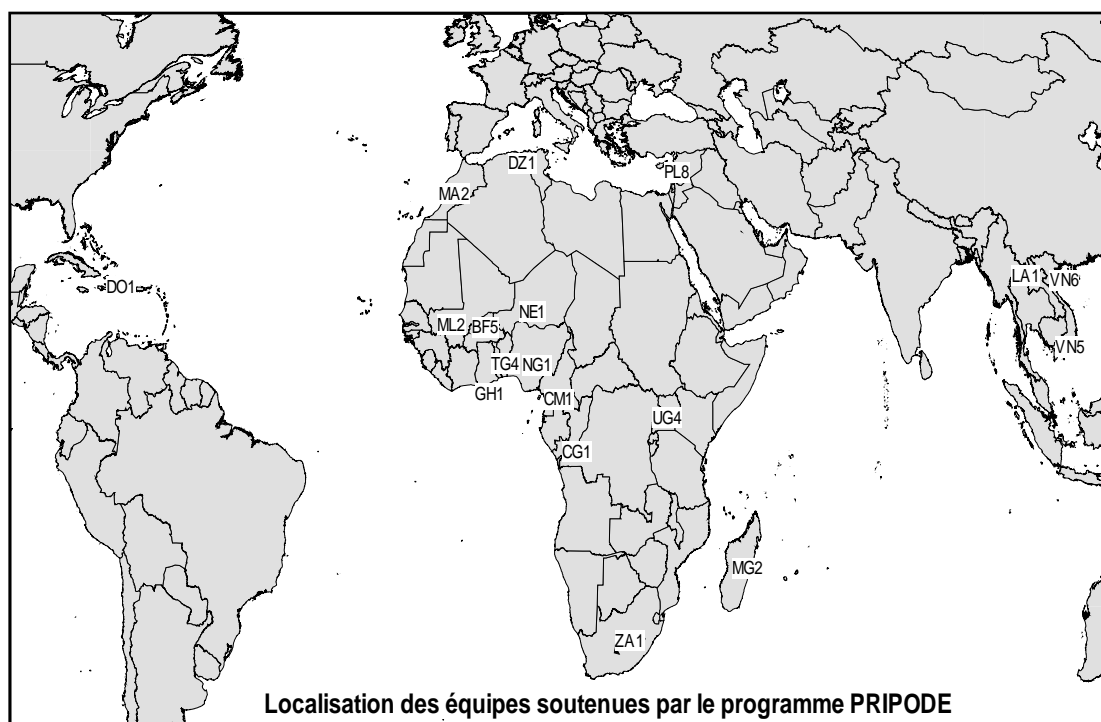 DZ1
PL8
MA2
LA1
VN6
DO1
NE1
ML2
BF5
VN5
TG4
NG1
GH1
CM1
UG4
CG1
MG2
ZA1
Localisation des équipes soutenues par le programme PRIPODE